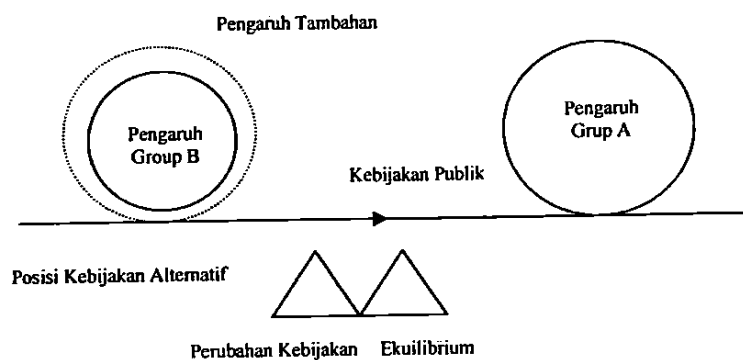 Pengaruh Tambahan
Pengaruh
Group B
Pengaruh
Grup A
Kebijakan Publik
Posisi Kebijakan Alternatif
Perubahan Kebijakan
Ekuilibrium